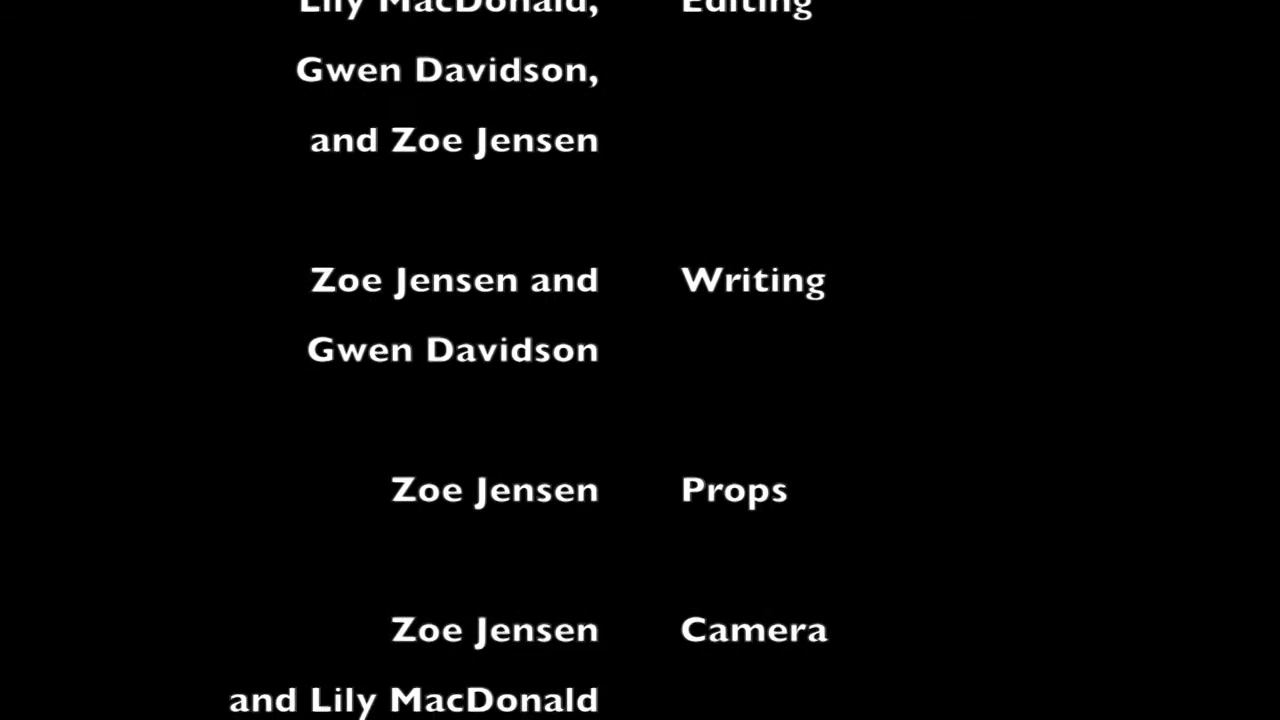 Lily MacDonald, Editing
Gwen Davidson,
and Zoe Jensen
Zoe Jensen and Writing
Gwen Davidson
Zoe Jensen Props
Zoe Jensen Camera
and Lily MacDonald